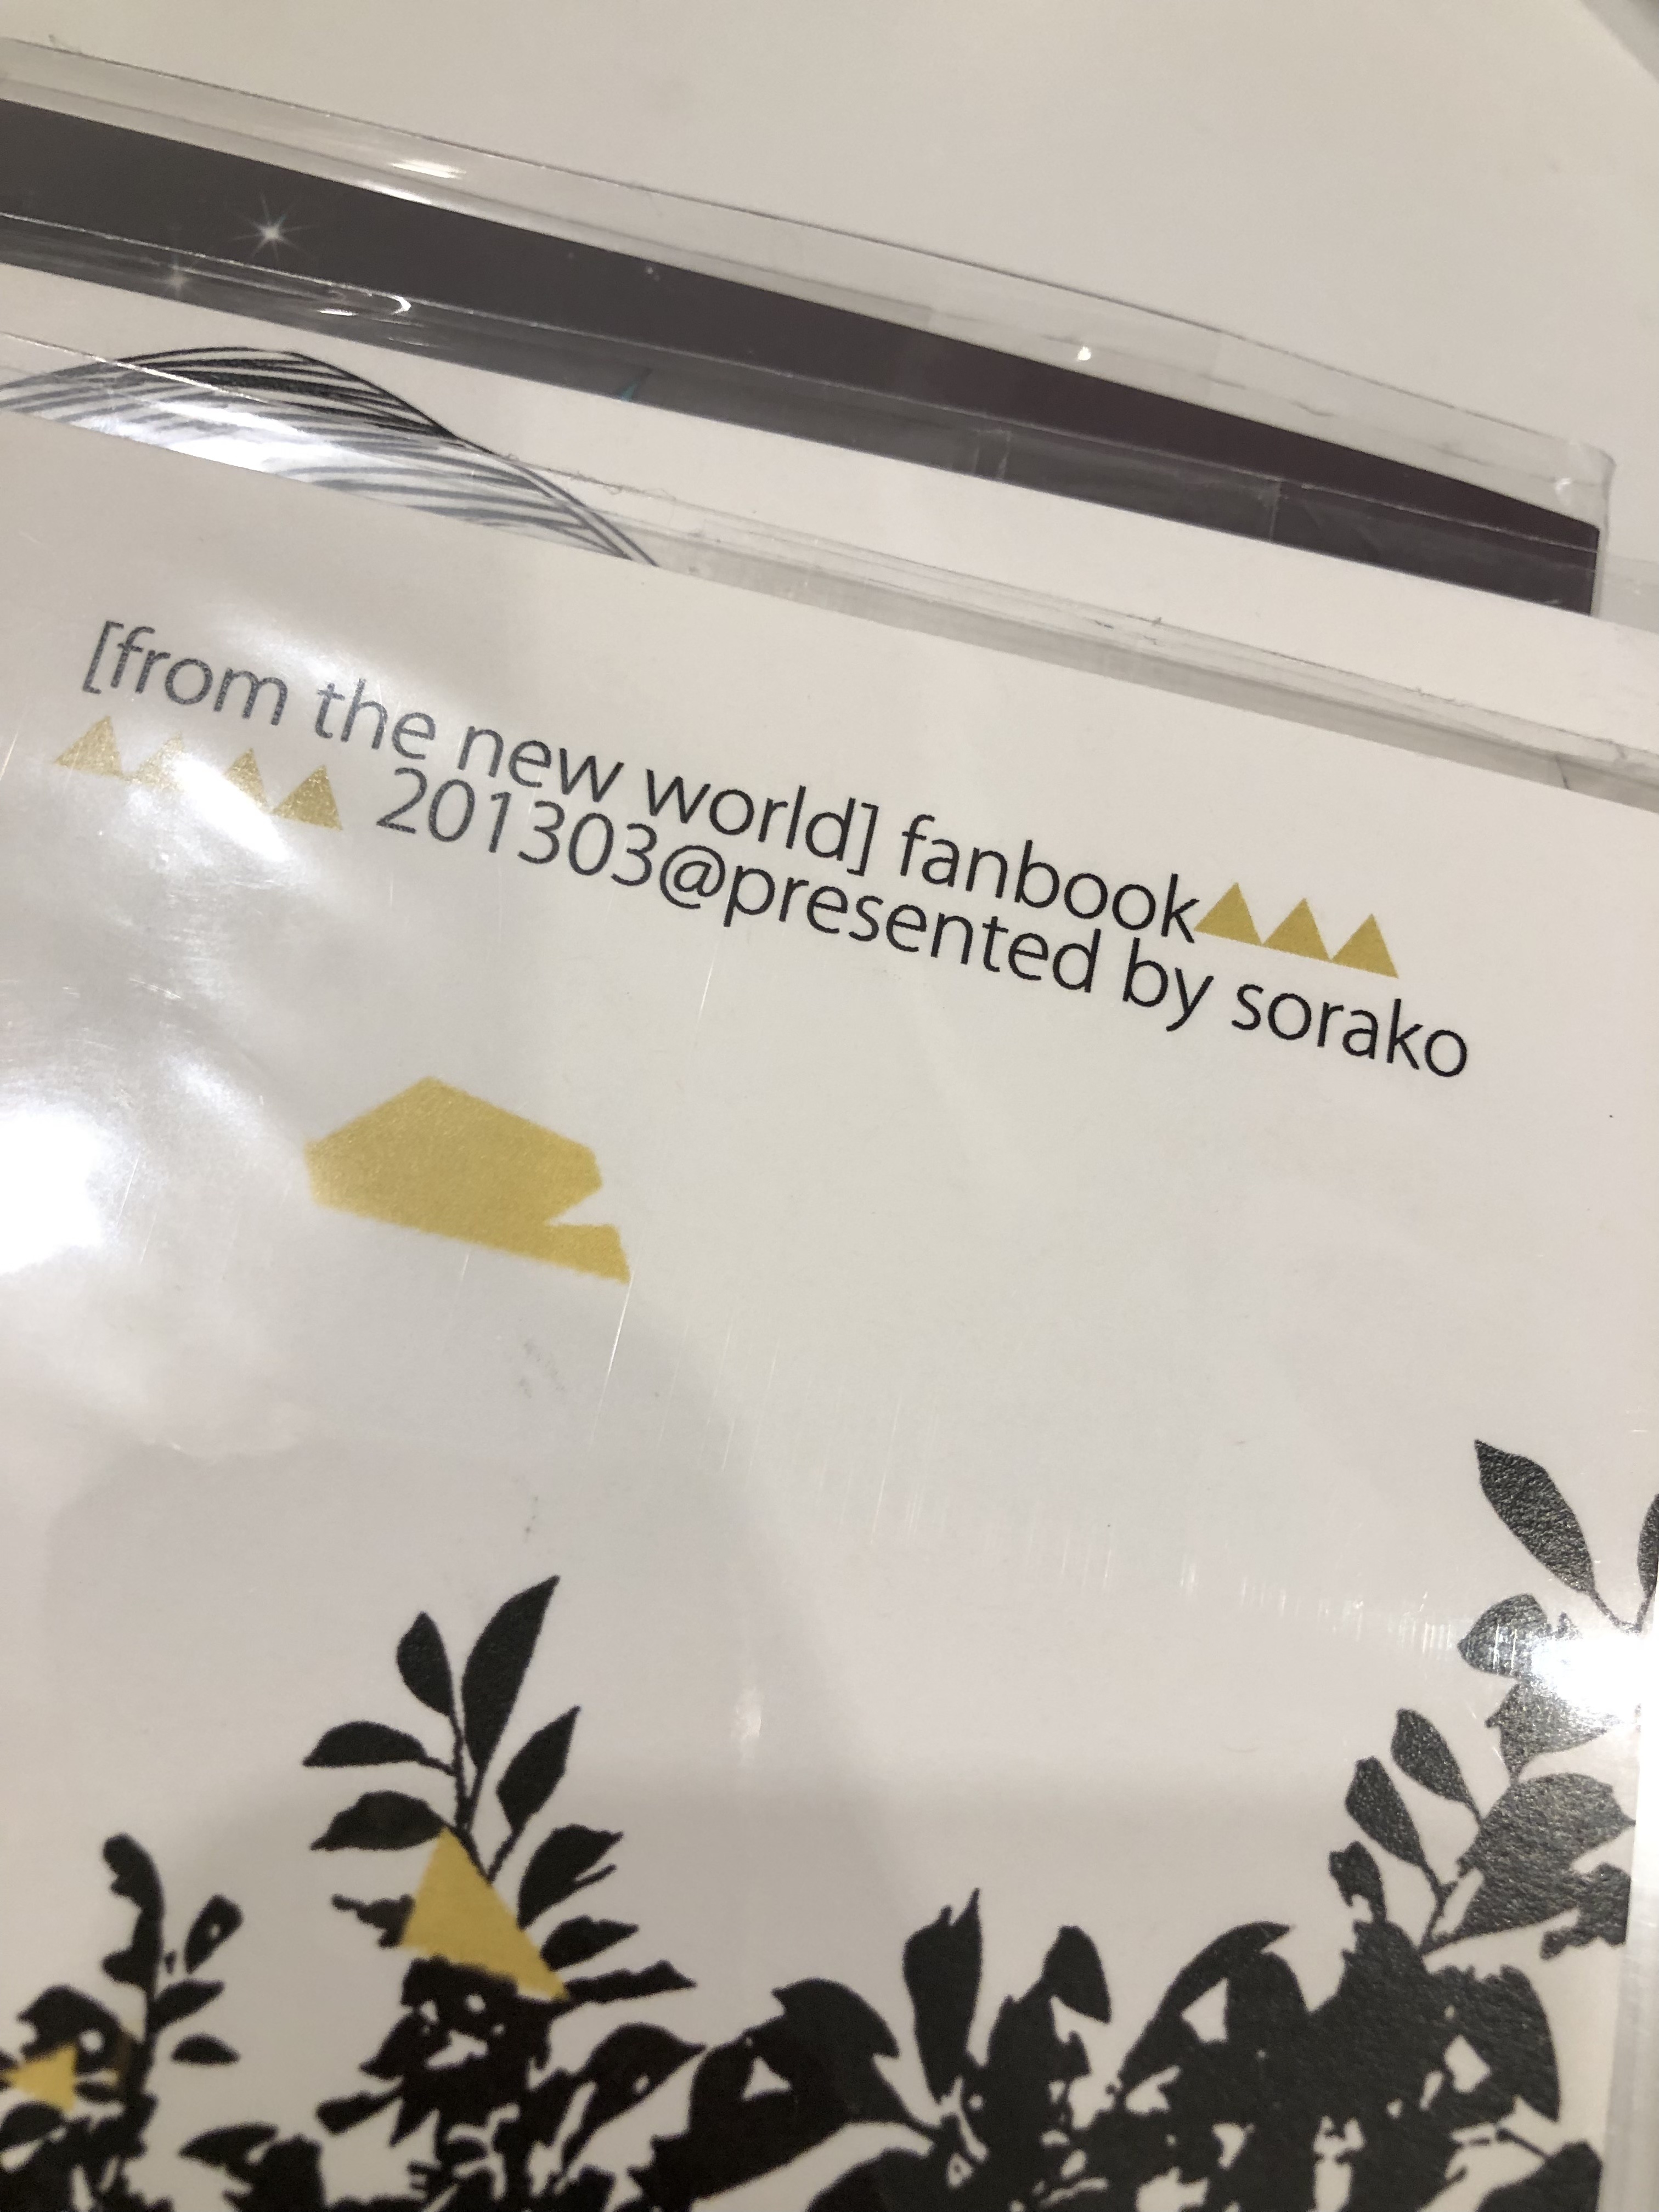 [from the new world] fanbook▲▲▲
▲▲▲▲ 201303@presented by sorako